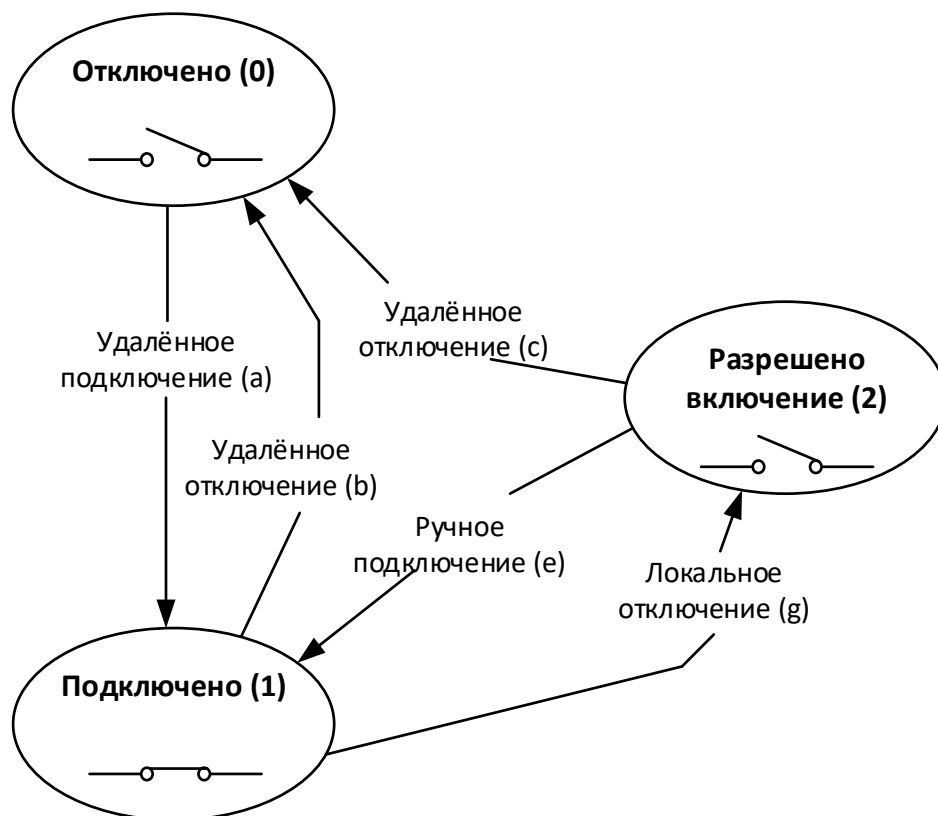 Отключено (0)
Удалённое
подключение (a)
Удалённое
отключение (b)
Удалённое
отключение (c)
Разрешено
включение (2)
Ручное
подключение (e)
Локальное
отключение (g)
Подключено (1)